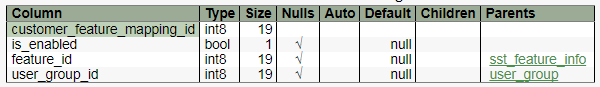 Column Type Size Nulls Auto Default Children Parents
customer_feature_mapping_id int8 19
is_enabled bool 1 √ null
feature_id int8 19 √ null sst_feature_info
user_group_id int8 19 √ null user_group